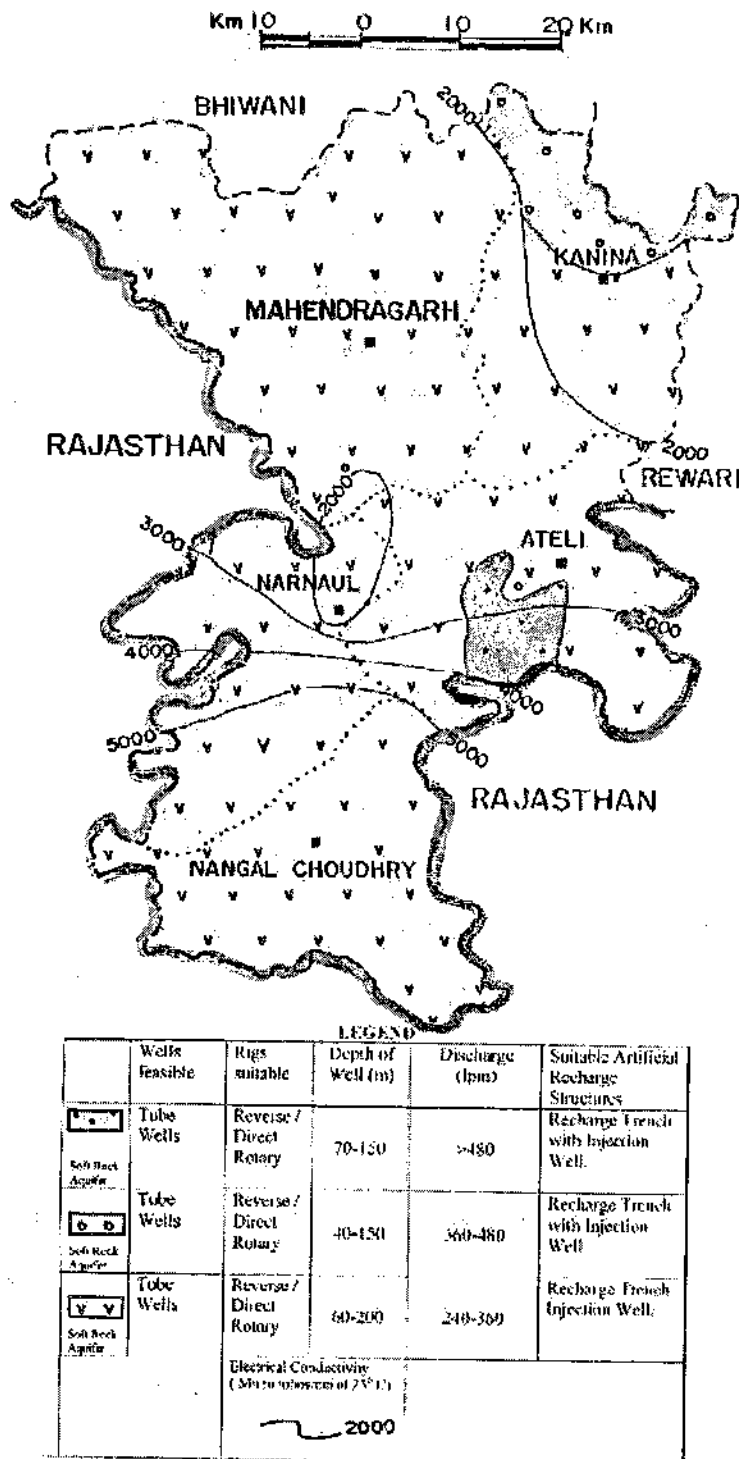 Km 10 0 10 20 Km
BHIWANI
2000
KANINA
MAHENDRAGARH
RAJASTHAN
2000
2000
REWARI
3000
ATELI
NARNAUL
3000
4000
4000
5000
5000
RAJASTHAN
NANGAL CHOUDHRY
LEGEND
Wells feasible
Rigs suitable
Depth of Well (m)
Discharge (lpm)
Suitable Artificial Recharge Structures
Soft Rock Aquifer
Tube Wells
Reverse / Direct Rotary
70-150
>480
Recharge Trench with Injection Well.
Soft Rock Aquifer
Tube Wells
Reverse / Direct Rotary
40-150
360-480
Recharge Trench with Injection Well
Soft Rock Aquifer
Tube Wells
Reverse / Direct Rotary
60-200
240-360
Recharge Trench Injection Well.
Electrical Conductivity
at 25° C)
2000